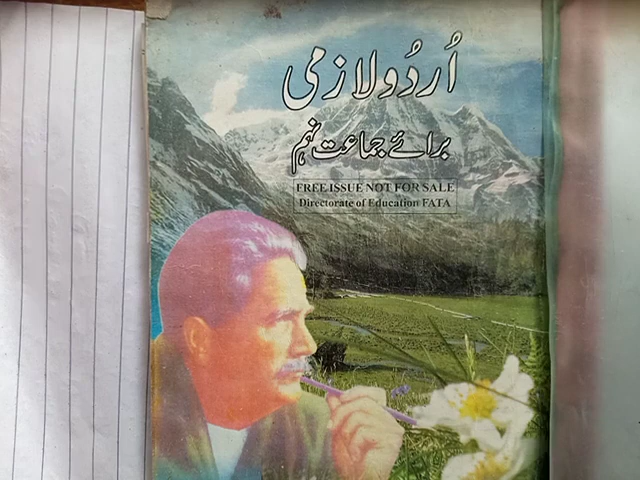 اُردُو لازمی
برائے جماعت نہم
FREE ISSUE NOT FOR SALE
Directorate of Education FATA